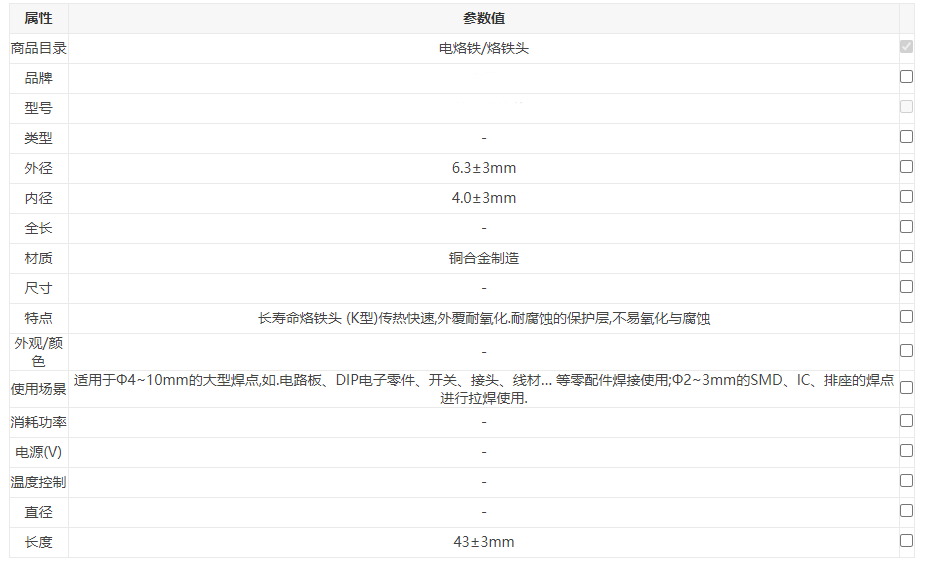 属性 参数值
商品目录 电烙铁/烙铁头
品牌
型号
类型 -
外径 6.3±3mm
内径 4.0±3mm
全长 -
材质 铜合金制造
尺寸 -
特点 长寿命烙铁头 (K型)传热快速,外覆耐氧化.耐腐蚀的保护层,不易氧化与腐蚀
外观/颜
色 -
使用场景 适用于Φ4~10mm的大型焊点,如.电路板、DIP电子零件、开关、接头、线材... 等零配件焊接使用;Φ2~3mm的SMD、IC、排座的焊点
进行拉焊使用.
消耗功率 -
电源(V) -
温度控制 -
直径 -
长度 43±3mm